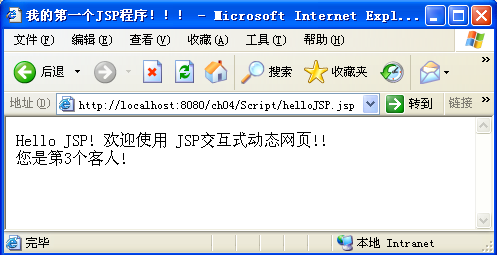 我的第一个JSP程序!!! - Microsoft Internet Expl...
文件(F) 编辑(E) 查看(V) 收藏(A) 工具(T) 帮助(H) »
后退 搜索 收藏夹 »
地址(D) http://localhost:8080/ch04/Script/helloJSP.jsp 转到 链接 »
Hello JSP! 欢迎使用 JSP交互式动态网页!!
您是第3个客人!
完毕 本地 Intranet